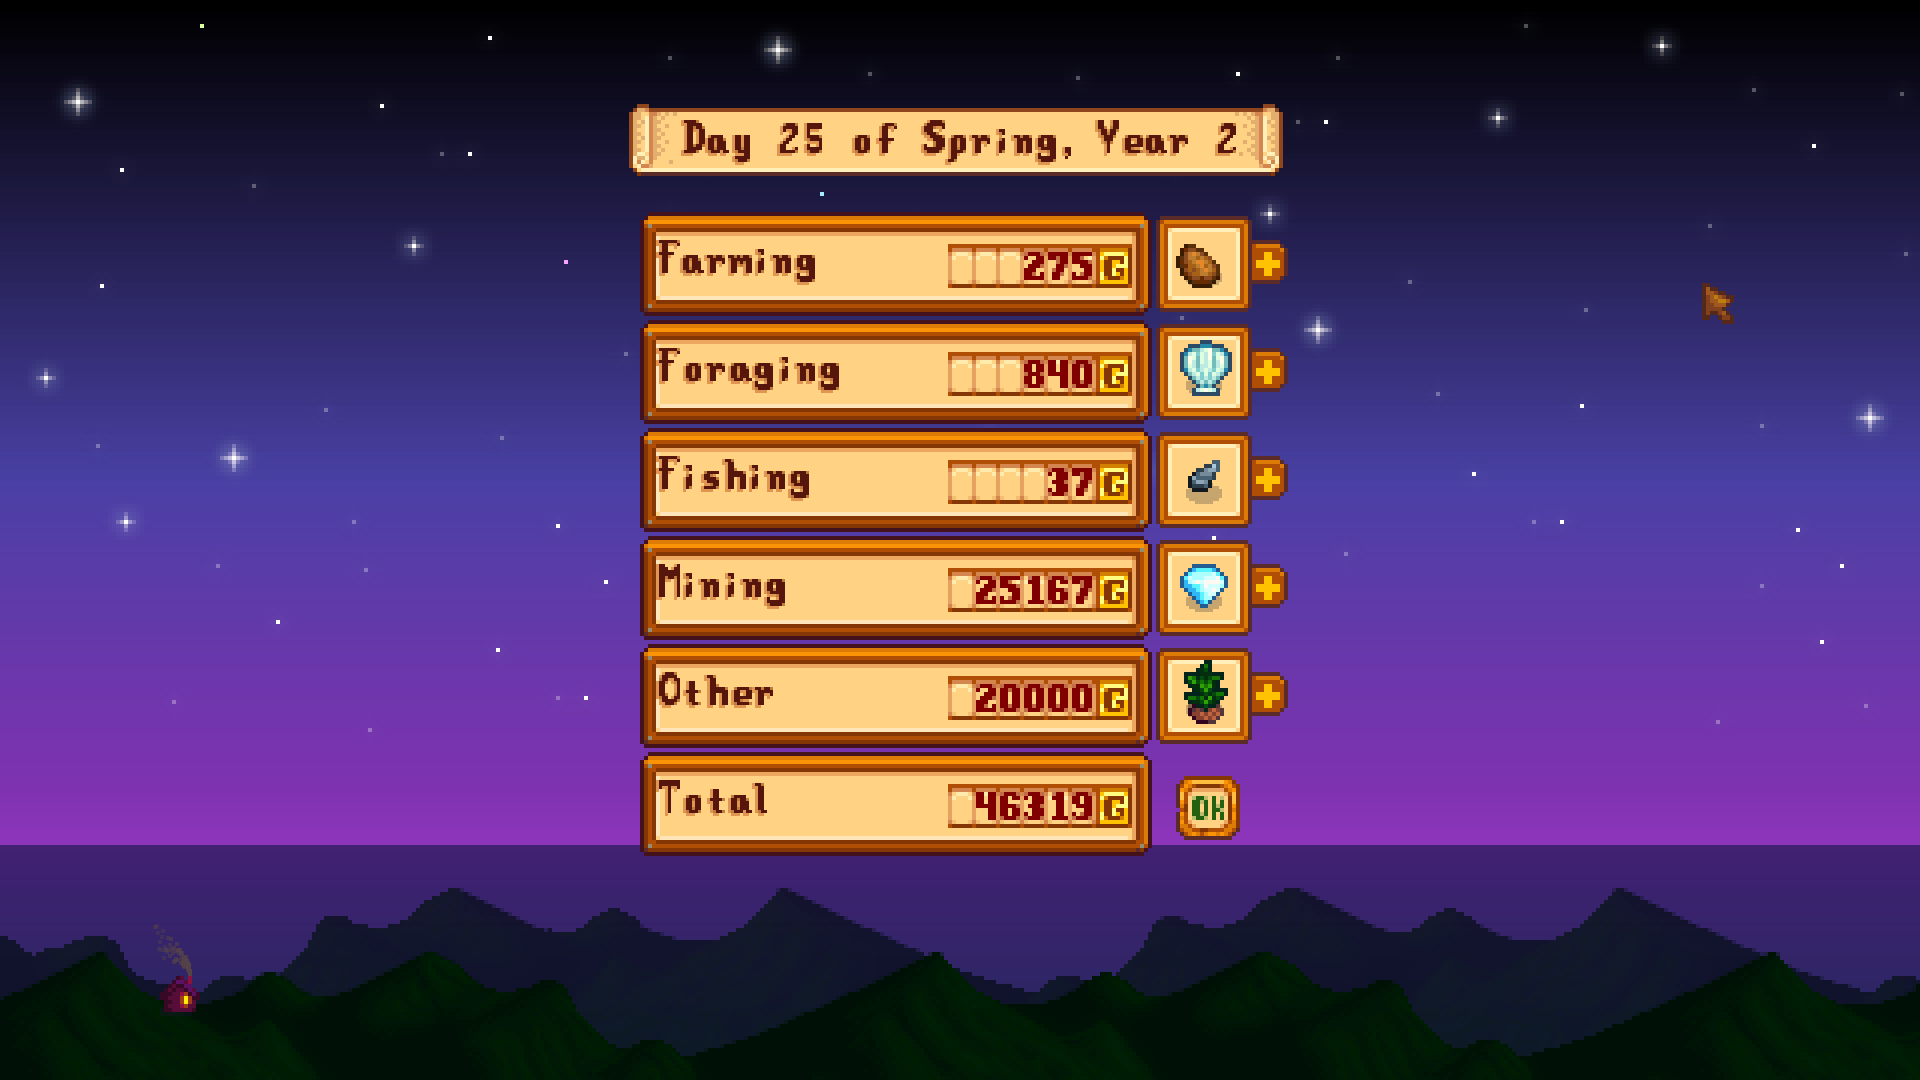 Day 25 of Spring, Year 2
Farming 275G
Foraging 840G
Fishing 37G
Mining 25167G
Other 20000G
Total 46319G
OK